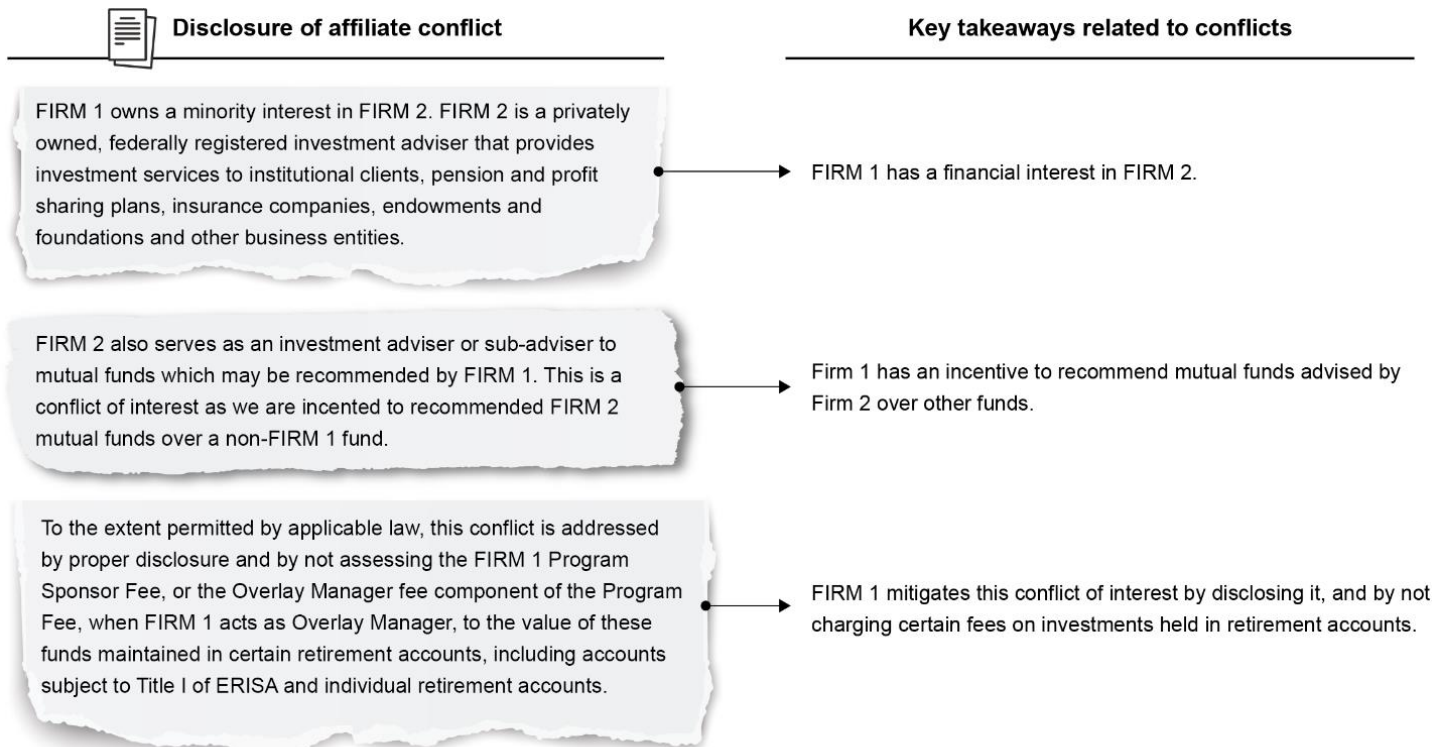 Disclosure of affiliate conflict
Key takeaways related to conflicts
FIRM 1 owns a minority interest in FIRM 2. FIRM 2 is a privately
owned, federally registered investment adviser that provides
investment services to institutional clients, pension and profit
sharing plans, insurance companies, endowments and
foundations and other business entities.
FIRM 1 has a financial interest in FIRM 2.
FIRM 2 also serves as an investment adviser or sub-adviser to
mutual funds which may be recommended by FIRM 1. This is a
conflict of interest as we are incented to recommended FIRM 2
mutual funds over a non-FIRM 1 fund.
Firm 1 has an incentive to recommend mutual funds advised by
Firm 2 over other funds.
To the extent permitted by applicable law, this conflict is addressed
by proper disclosure and by not assessing the FIRM 1 Program
Sponsor Fee, or the Overlay Manager fee component of the Program
Fee, when FIRM 1 acts as Overlay Manager, to the value of these
funds maintained in certain retirement accounts, including accounts
subject to Title I of ERISA and individual retirement accounts.
FIRM 1 mitigates this conflict of interest by disclosing it, and by not
charging certain fees on investments held in retirement accounts.